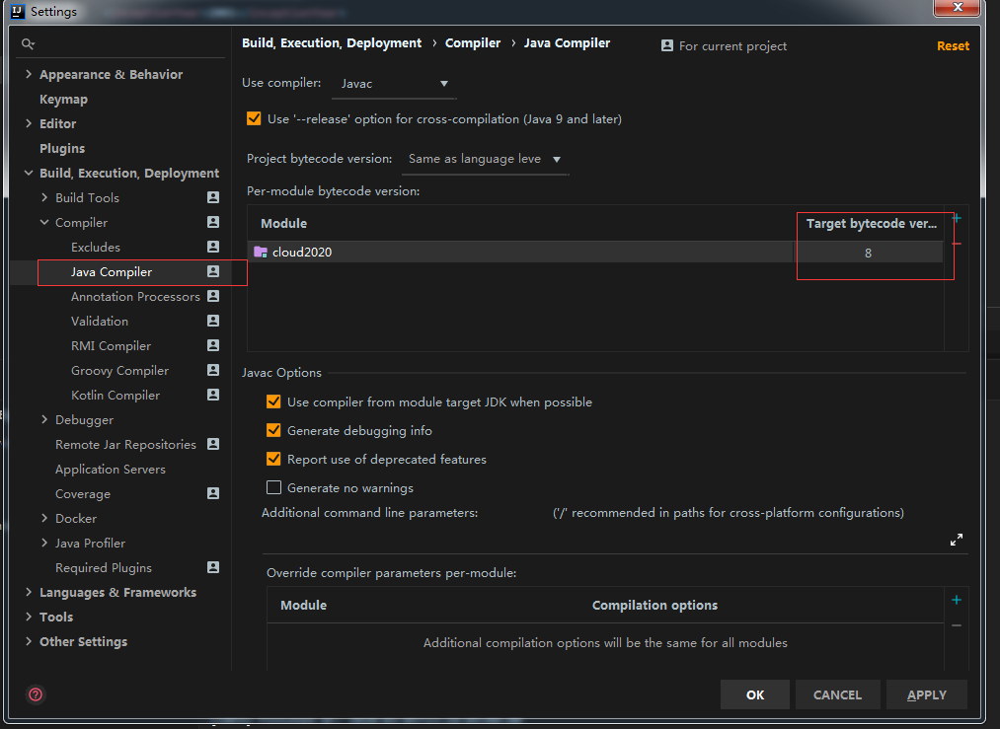 IJ Settings
Build, Execution, Deployment › Compiler › Java Compiler For current project Reset
Appearance & Behavior
Keymap
Editor
Plugins
Build, Execution, Deployment
Build Tools
Compiler
Excludes
Java Compiler
Annotation Processors
Validation
RMI Compiler
Groovy Compiler
Kotlin Compiler
Debugger
Remote Jar Repositories
Application Servers
Coverage
Docker
Java Profiler
Required Plugins
Languages & Frameworks
Tools
Other Settings
Use compiler: Javac
Use '--release' option for cross-compilation (Java 9 and later)
Project bytecode version: Same as language leve
Per-module bytecode version:
Module Target bytecode ver...
cloud2020 8
Javac Options
Use compiler from module target JDK when possible
Generate debugging info
Report use of deprecated features
Generate no warnings
Additional command line parameters: ('/' recommended in paths for cross-platform configurations)
Override compiler parameters per-module:
Module Compilation options
Additional compilation options will be the same for all modules
OK CANCEL APPLY